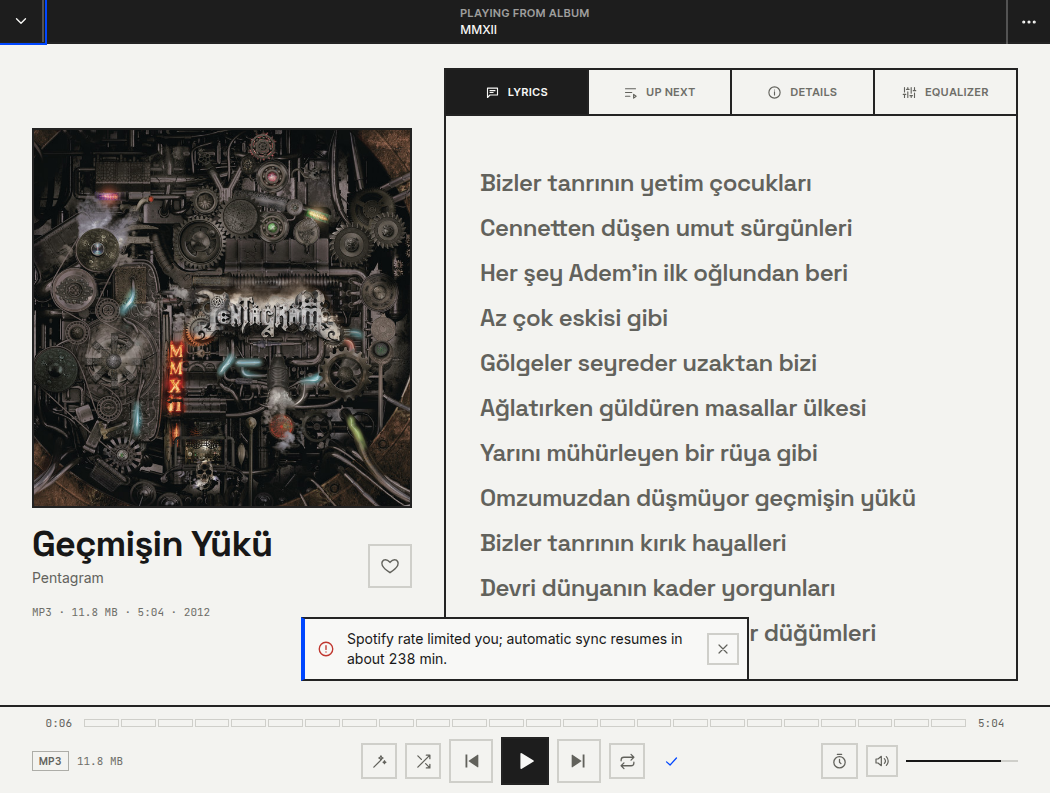 PLAYING FROM ALBUM
MMXII
LYRICS
UP NEXT
DETAILS
EQUALIZER
PENTAGRAM
MMXII
Geçmişin Yükü
Pentagram
MP3 · 11.8 MB · 5:04 · 2012
Bizler tanrının yetim çocukları
Cennetten düşen umut sürgünleri
Her şey Adem’in ilk oğlundan beri
Az çok eskisi gibi
Gölgeler seyreder uzaktan bizi
Ağlatırken güldüren masallar ülkesi
Yarını mühürleyen bir rüya gibi
Omzumuzdan düşmüyor geçmişin yükü
Bizler tanrının kırık hayalleri
Devri dünyanın kader yorgunları
düğümleri
Spotify rate limited you; automatic sync resumes in
about 238 min.
0:06
5:04
MP3
11.8 MB